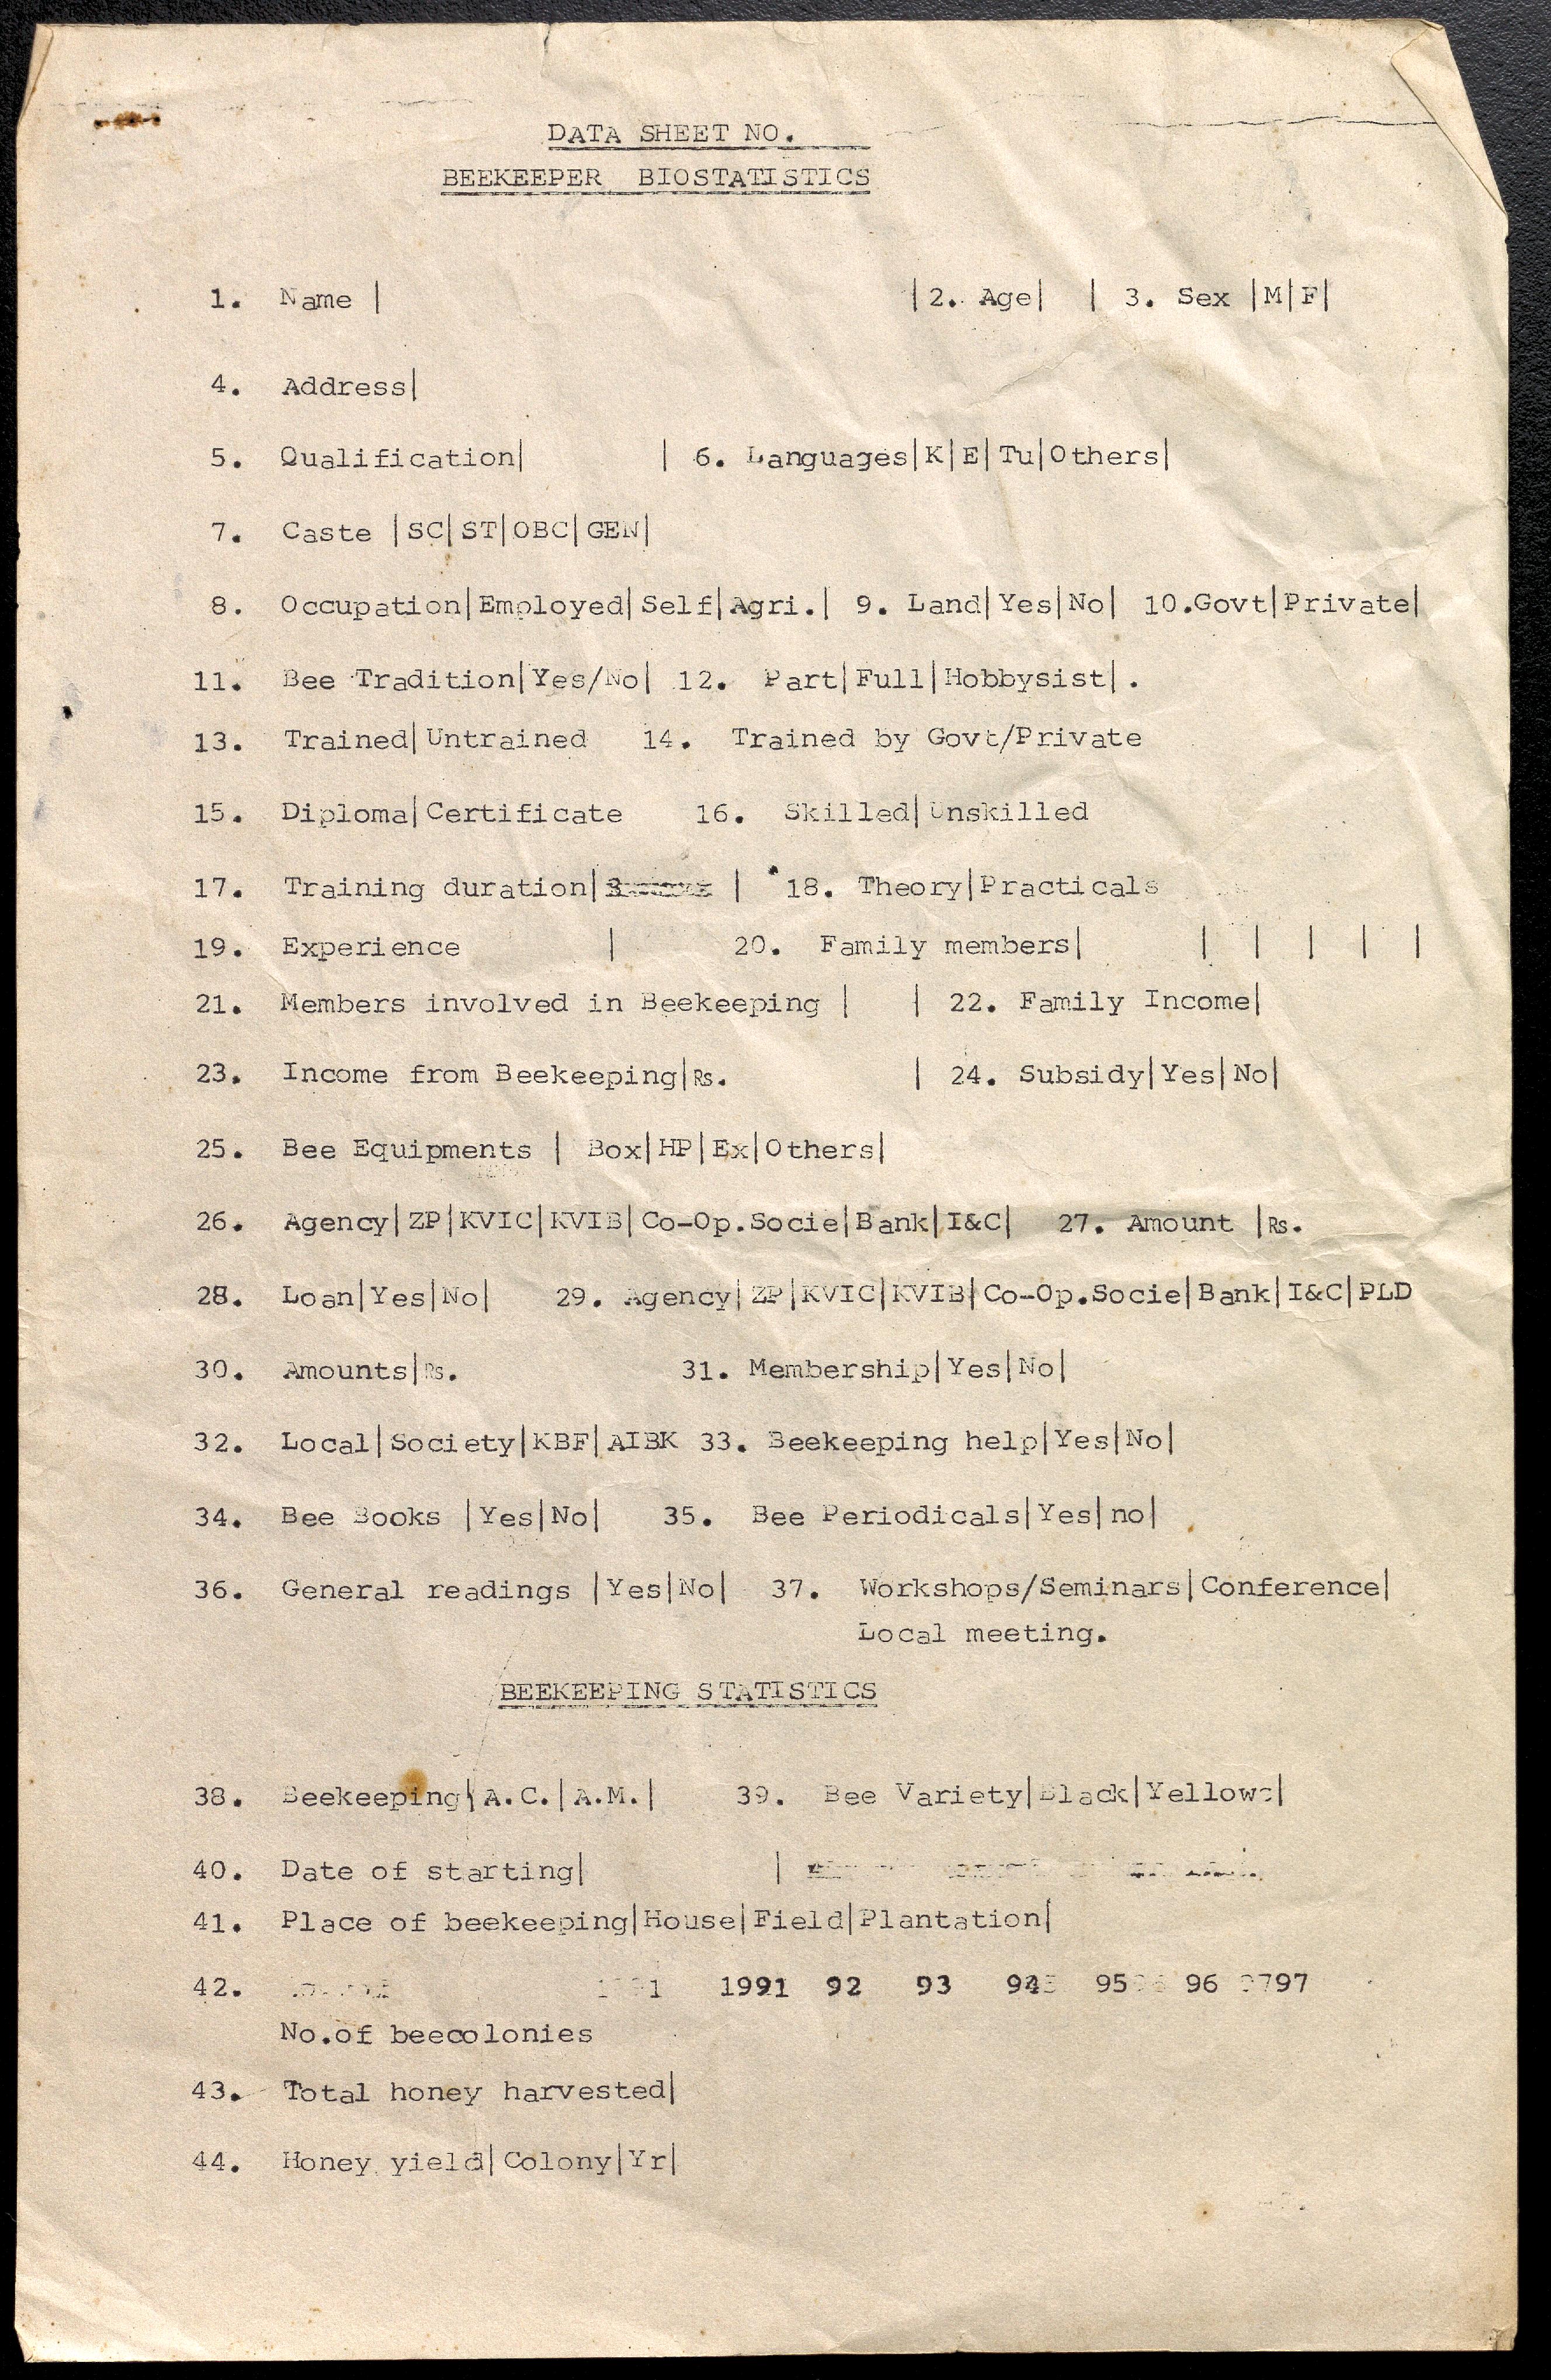 DATA SHEET NO.
BEEKEEPER BIOSTATISTICS
1. Name | |2. Age| | 3. Sex |M|F|
4. Address|
5. Qualification| | 6. Languages|K|E|Tu|Others|
7. Caste |SC|ST|OBC|GEN|
8. Occupation|Employed|Self|Agri.| 9. Land|Yes|No| 10.Govt|Private|
11. Bee Tradition|Yes/No| 12. Part|Full|Hobbysist|.
13. Trained|Untrained 14. Trained by Govt/Private
15. Diploma|Certificate 16. Skilled|Unskilled
17. Training duration| | 18. Theory|Practicals
19. Experience | 20. Family members| | | | | |
21. Members involved in Beekeeping | | 22. Family Income|
23. Income from Beekeeping|Rs. | 24. Subsidy|Yes|No|
25. Bee Equipments | Box|HP|Ex|Others|
26. Agency|ZP|KVIC|KVIB|Co-Op.Socie|Bank|I&C| 27. Amount |Rs.
28. Loan|Yes|No| 29. Agency|ZP|KVIC|KVIB|Co-Op.Socie|Bank|I&C|PLD
30. Amounts|Rs. 31. Membership|Yes|No|
32. Local|Society|KBF|AIBK 33. Beekeeping help|Yes|No|
34. Bee Books |Yes|No| 35. Bee Periodicals|Yes|no|
36. General readings |Yes|No| 37. Workshops/Seminars|Conference|
Local meeting.
BEEKEEPING STATISTICS
38. Beekeeping|A.C.|A.M.| 39. Bee Variety|Black|Yellow|
40. Date of starting| |
41. Place of beekeeping|House|Field|Plantation|
42. 1991 92 93 94 95 96 97
No.of beecolonies
43. Total honey harvested|
44. Honey yield|Colony|Yr|